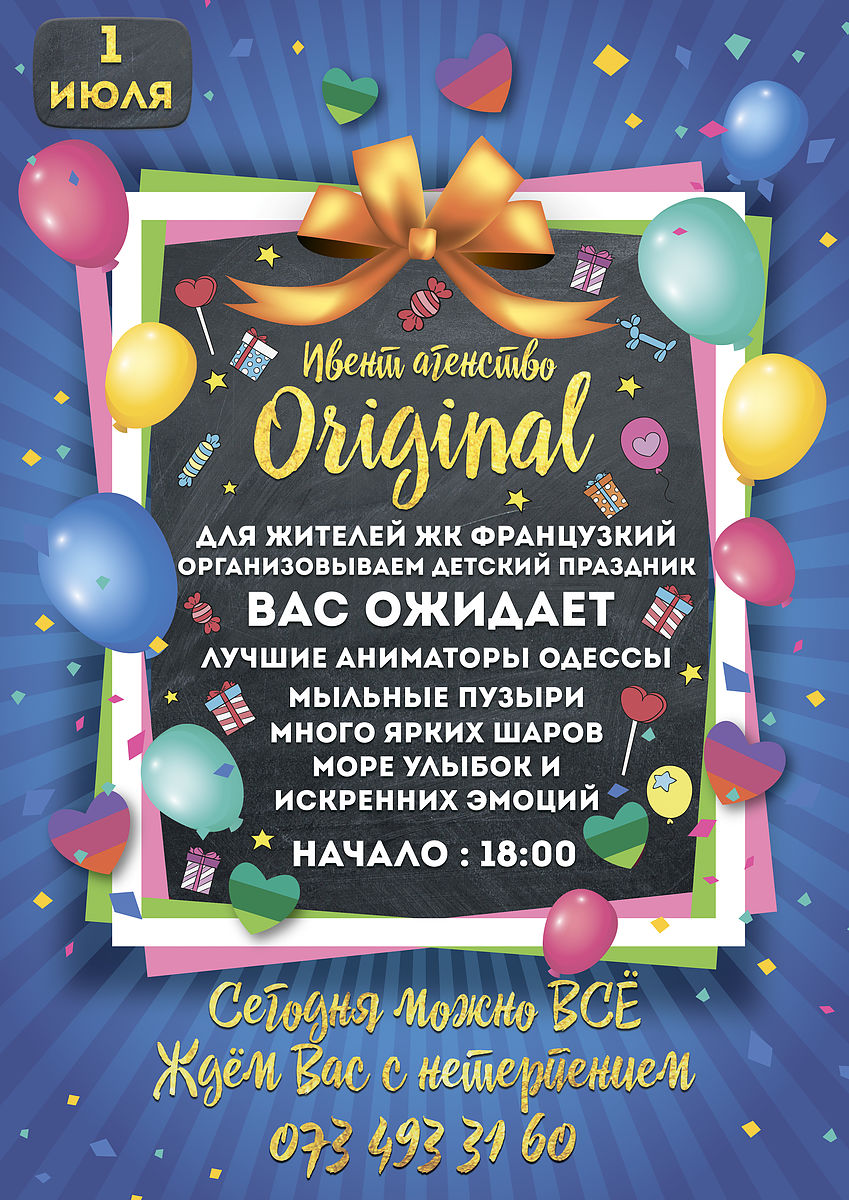 1
ИЮЛЯ
Ивент агенство
Original
ДЛЯ ЖИТЕЛЕЙ ЖК ФРАНЦУЗКИЙ
ОРГАНИЗОВЫВАЕМ ДЕТСКИЙ ПРАЗДНИК
ВАС ОЖИДАЕТ
ЛУЧШИЕ АНИМАТОРЫ ОДЕССЫ
МЫЛЬНЫЕ ПУЗЫРИ
МНОГО ЯРКИХ ШАРОВ
МОРЕ УЛЫБОК И
ИСКРЕННИХ ЭМОЦИЙ
НАЧАЛО : 18:00
Сегодня можно ВСЁ
Ждём Вас с нетерпением
073 493 31 60